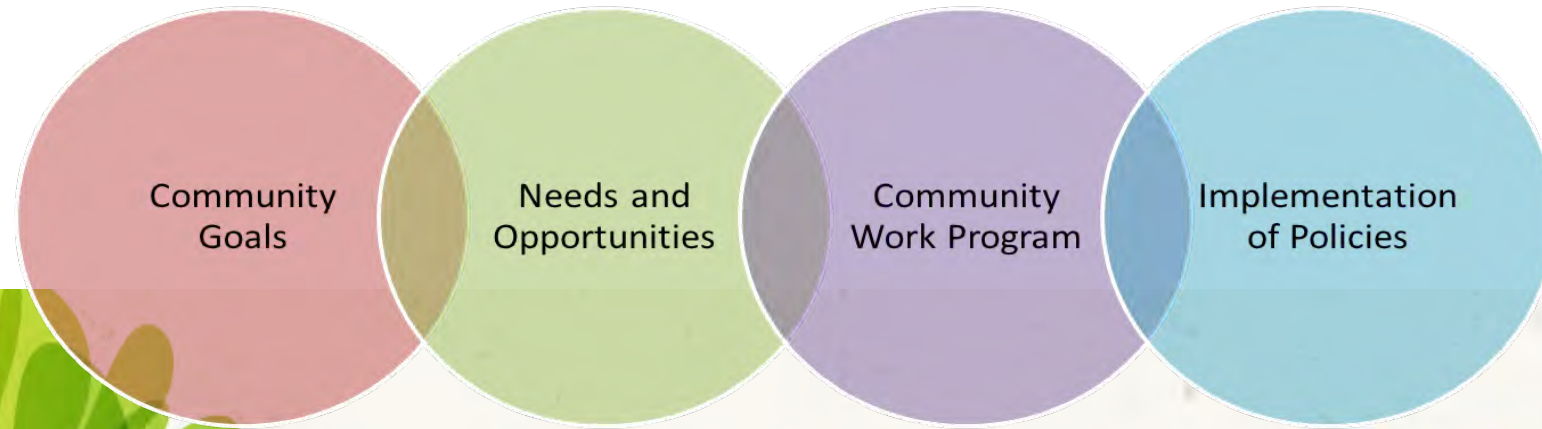 Community
Goals
Needs and
Opportunities
Community
Work Program
Implementation
of Policies